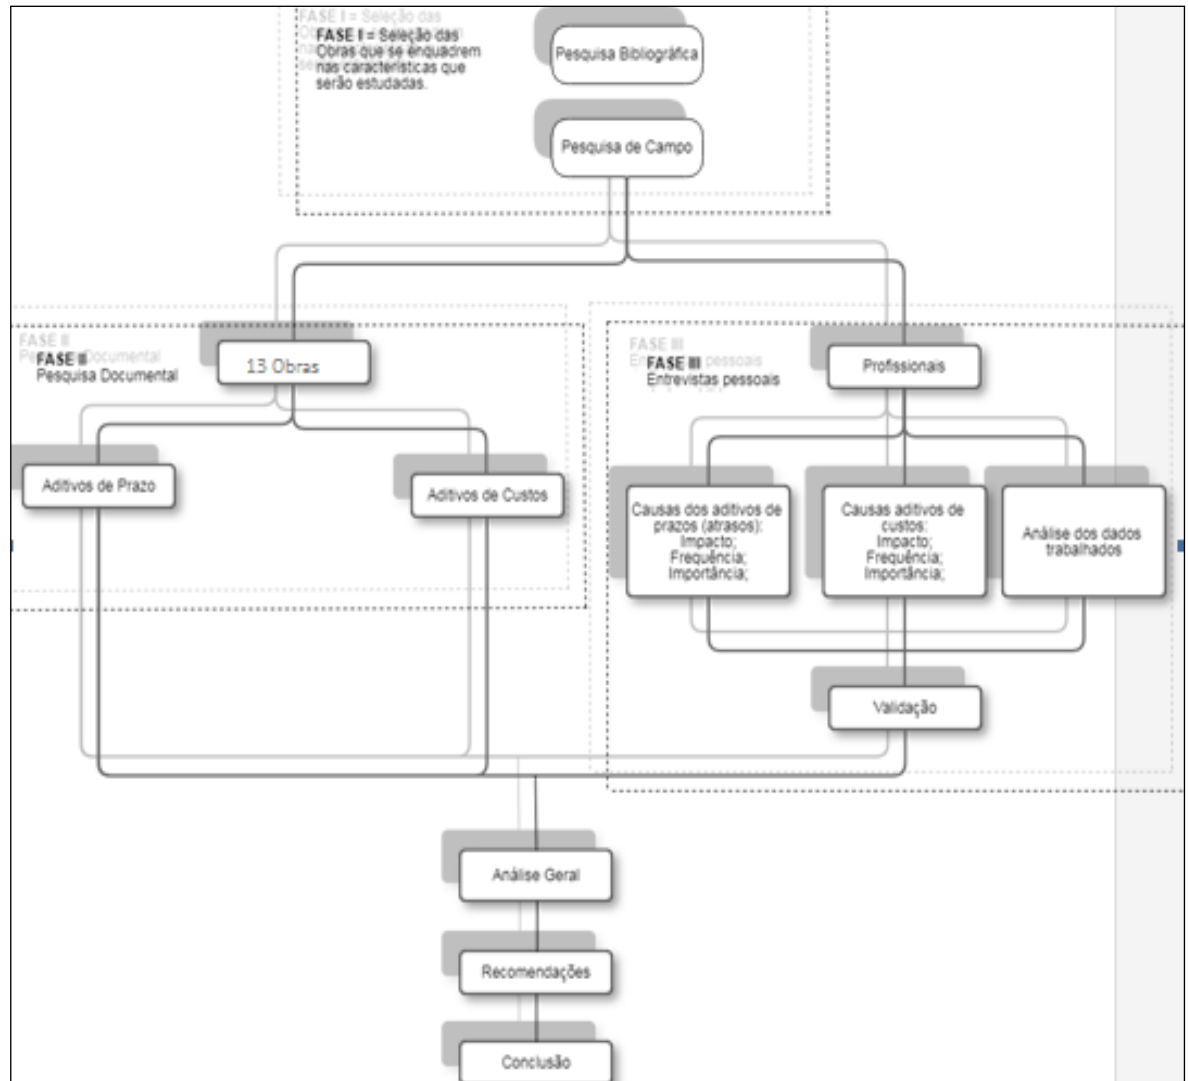 FASE I = Seleção das
Obras que se enquadrem
nas características que
serão estudadas.
Pesquisa Bibliográfica
Pesquisa de Campo
FASE II
Pesquisa Documental
13 Obras
Aditivos de Prazo
Aditivos de Custos
FASE III
Entrevistas pessoais
Profissionais
Causas dos aditivos de
prazos (atrasos):
Impacto;
Frequência;
Importância;
Causas aditivos de
custos:
Impacto;
Frequência;
Importância;
Análise dos dados
trabalhados
Validação
Análise Geral
Recomendações
Conclusão